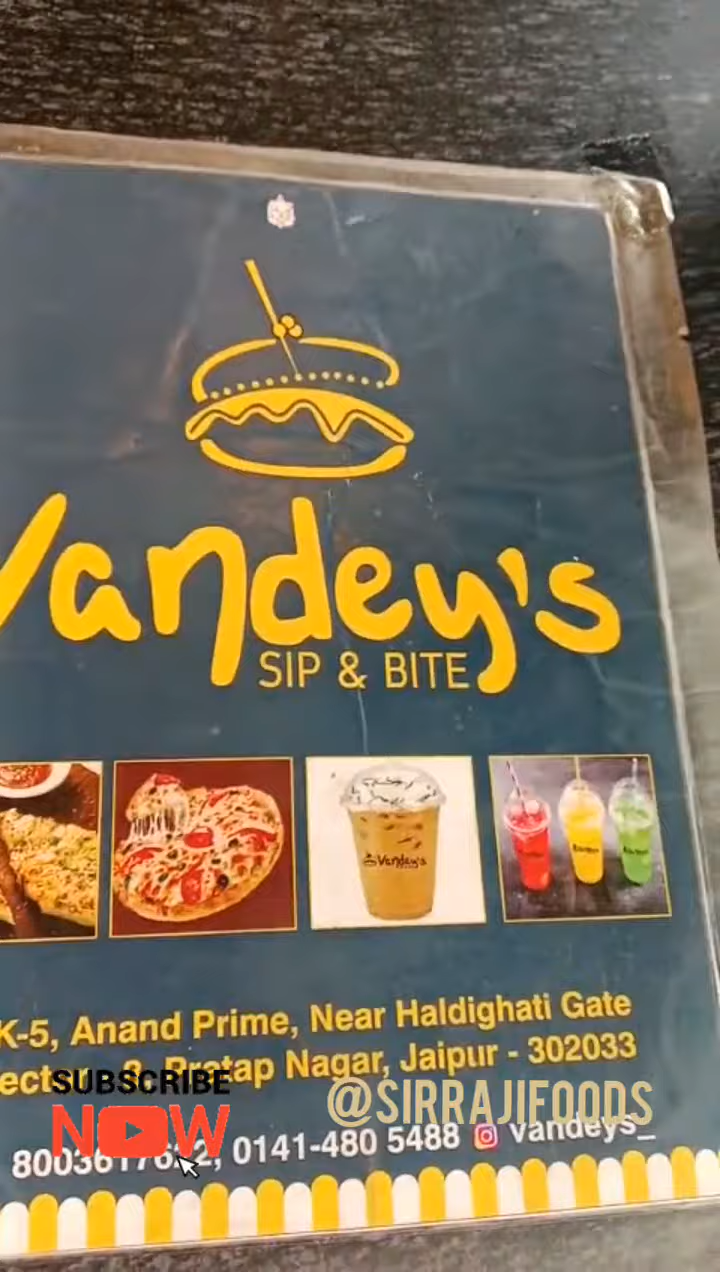 Vandey's
SIP & BITE
Vandey's
K-5, Anand Prime, Near Haldighati Gate
Pratap Nagar, Jaipur - 302033
SUBSCRIBE
NOW
@SIRRAJIFOODS
0141-480 5488 vandeys_